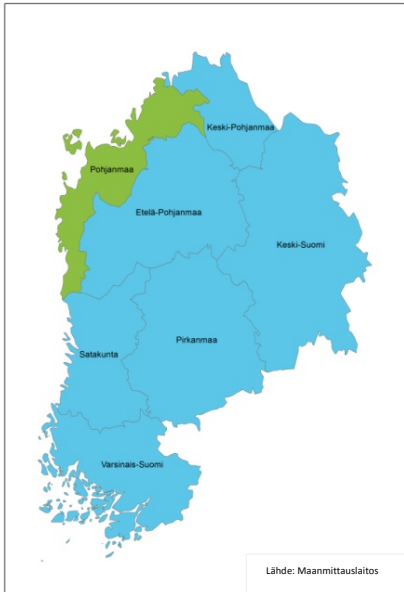 Keski-Pohjanmaa
Pohjanmaa
Etelä-Pohjanmaa
Keski-Suomi
Pirkanmaa
Satakunta
Varsinais-Suomi
Lähde: Maanmittauslaitos